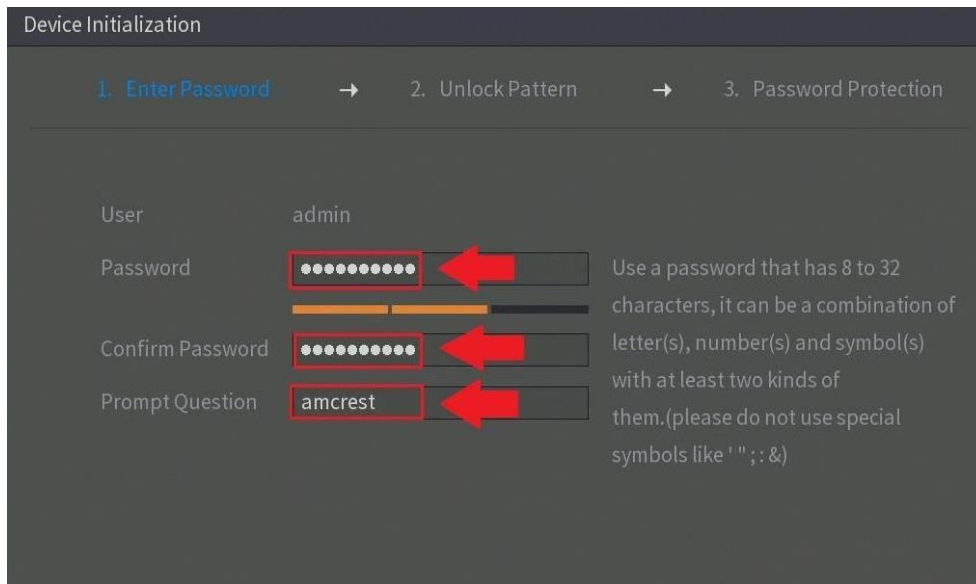 Device Initialization
1. Enter Password → 2. Unlock Pattern → 3. Password Protection
User admin
Password ●●●●●●●●●● Use a password that has 8 to 32
characters, it can be a combination of
Confirm Password ●●●●●●●●●● letter(s), number(s) and symbol(s)
with at least two kinds of
Prompt Question amcrest them.(please do not use special
symbols like ' " ; : &)